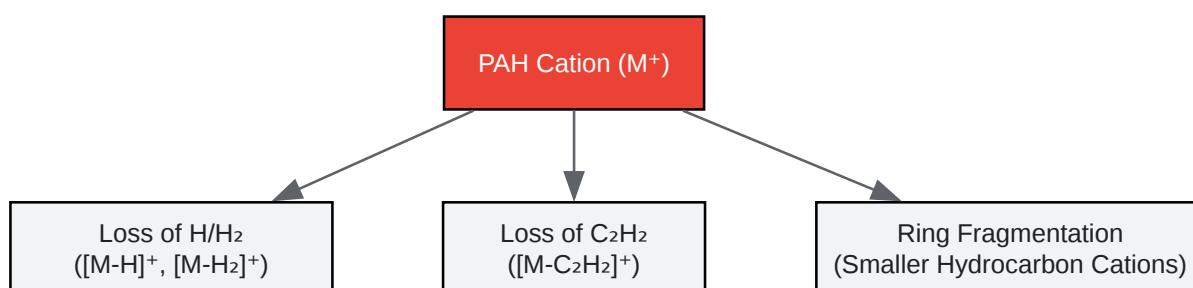 PAH Cation (M⁺)
Loss of H/H₂
([M-H]⁺, [M-H₂]⁺)
Loss of C₂H₂
([M-C₂H₂]⁺)
Ring Fragmentation
(Smaller Hydrocarbon Cations)